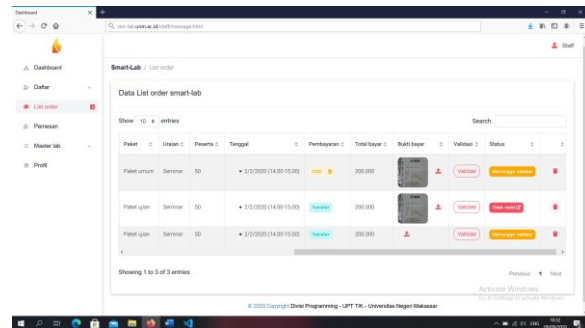 Dashboard
Staff
Dashboard
Smart-Lab / List order
Daftar
Data List order smart-lab
List order
Pemesan
Show 10 entries
Search:
Master lab
Paket Uraian Peserta Tanggal Pembayaran Total bayar Bukti bayar Validasi Status
Profil
Paket umum Seminar 50 2/2/2020 (14.00-15.00) 200.000 Validasi Menunggu validasi
Paket ujian Seminar 50 2/2/2020 (14.00-15.00) Transfer 200.000 Validasi Tidak valid
Paket ujian Seminar 50 2/2/2020 (14.00-15.00) Transfer 200.000 Validasi Menunggu validasi
Showing 1 to 3 of 3 entries
Previous 1 Next
Activate Windows
Go to Settings to activate Windows.
© 2020 Copyright Divisi Programming - UPT TIK - Universitas Negeri Makassar
ENG